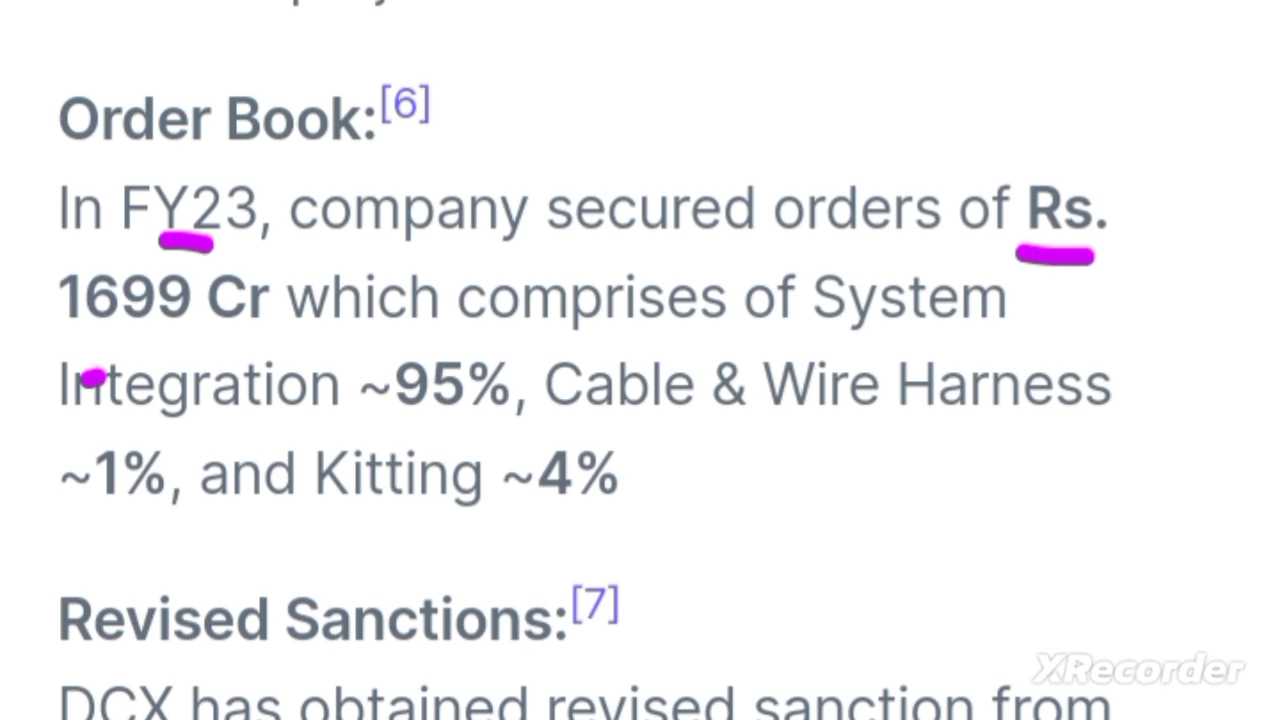 Order Book:[6]
In FY23, company secured orders of Rs.
1699 Cr which comprises of System
Integration ~95%, Cable & Wire Harness
~1%, and Kitting ~4%
Revised Sanctions:[7]
DCX has obtained revised sanction from
XRecorder